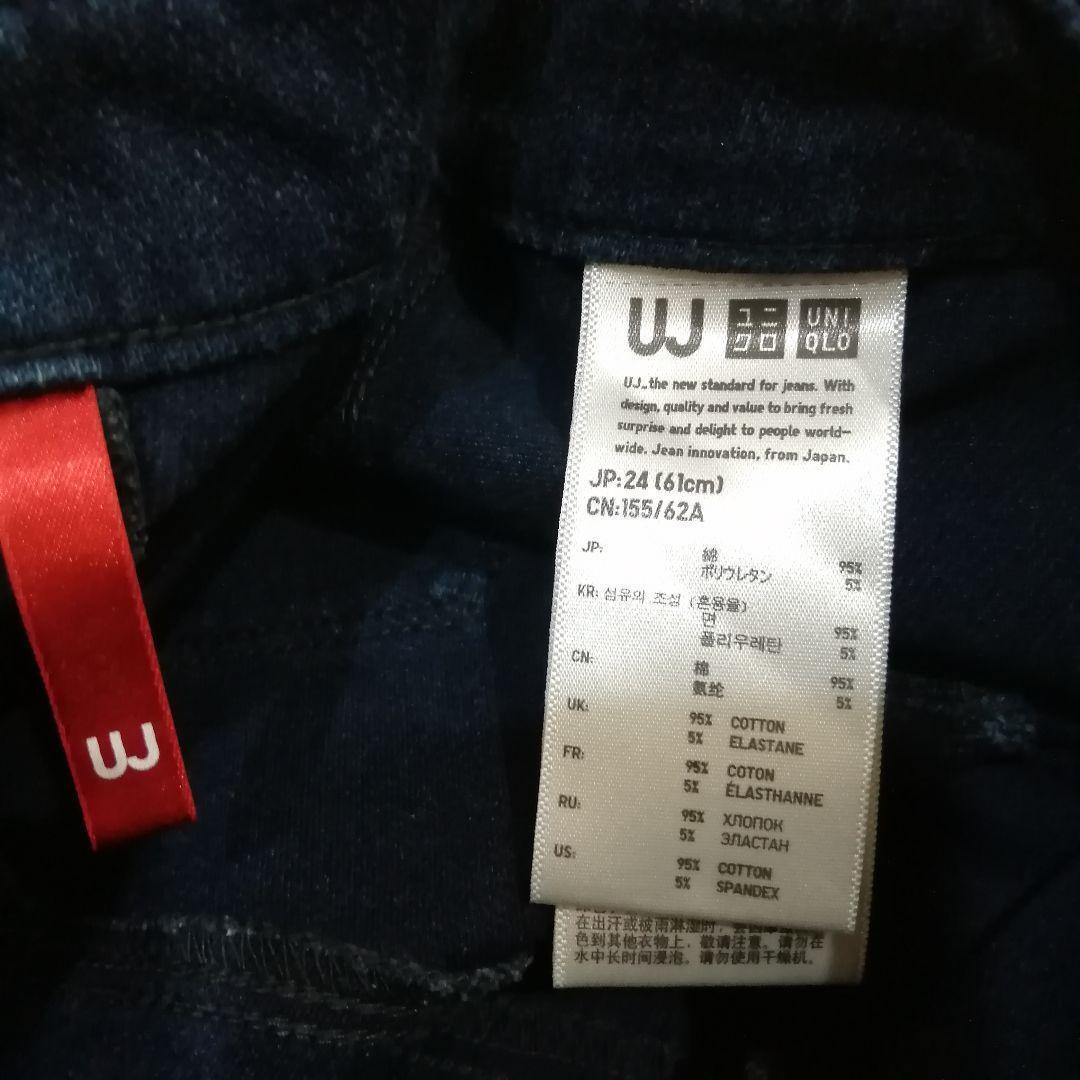 UJ
UJ ユニクロ UNIQLO
UJ_the new standard for jeans. With
design, quality and value to bring fresh
surprise and delight to people world-
wide. Jean innovation, from Japan.
JP:24 (61cm)
CN:155/62A
JP: 綿 95%
ポリウレタン 5%
KR: 섬유의 조성 (혼용율)
면 95%
폴리우레탄 5%
CN: 棉 95%
氨纶 5%
UK: 95% COTTON
5% ELASTANE
FR: 95% COTON
5% ÉLASTHANNE
RU: 95% ХЛОПОК
5% ЭЛАСТАН
US: 95% COTTON
5% SPANDEX
在出汗或被雨淋湿时,
色到其他衣物上,敬请注意。请勿在
水中长时间浸泡。请勿使用干燥机。